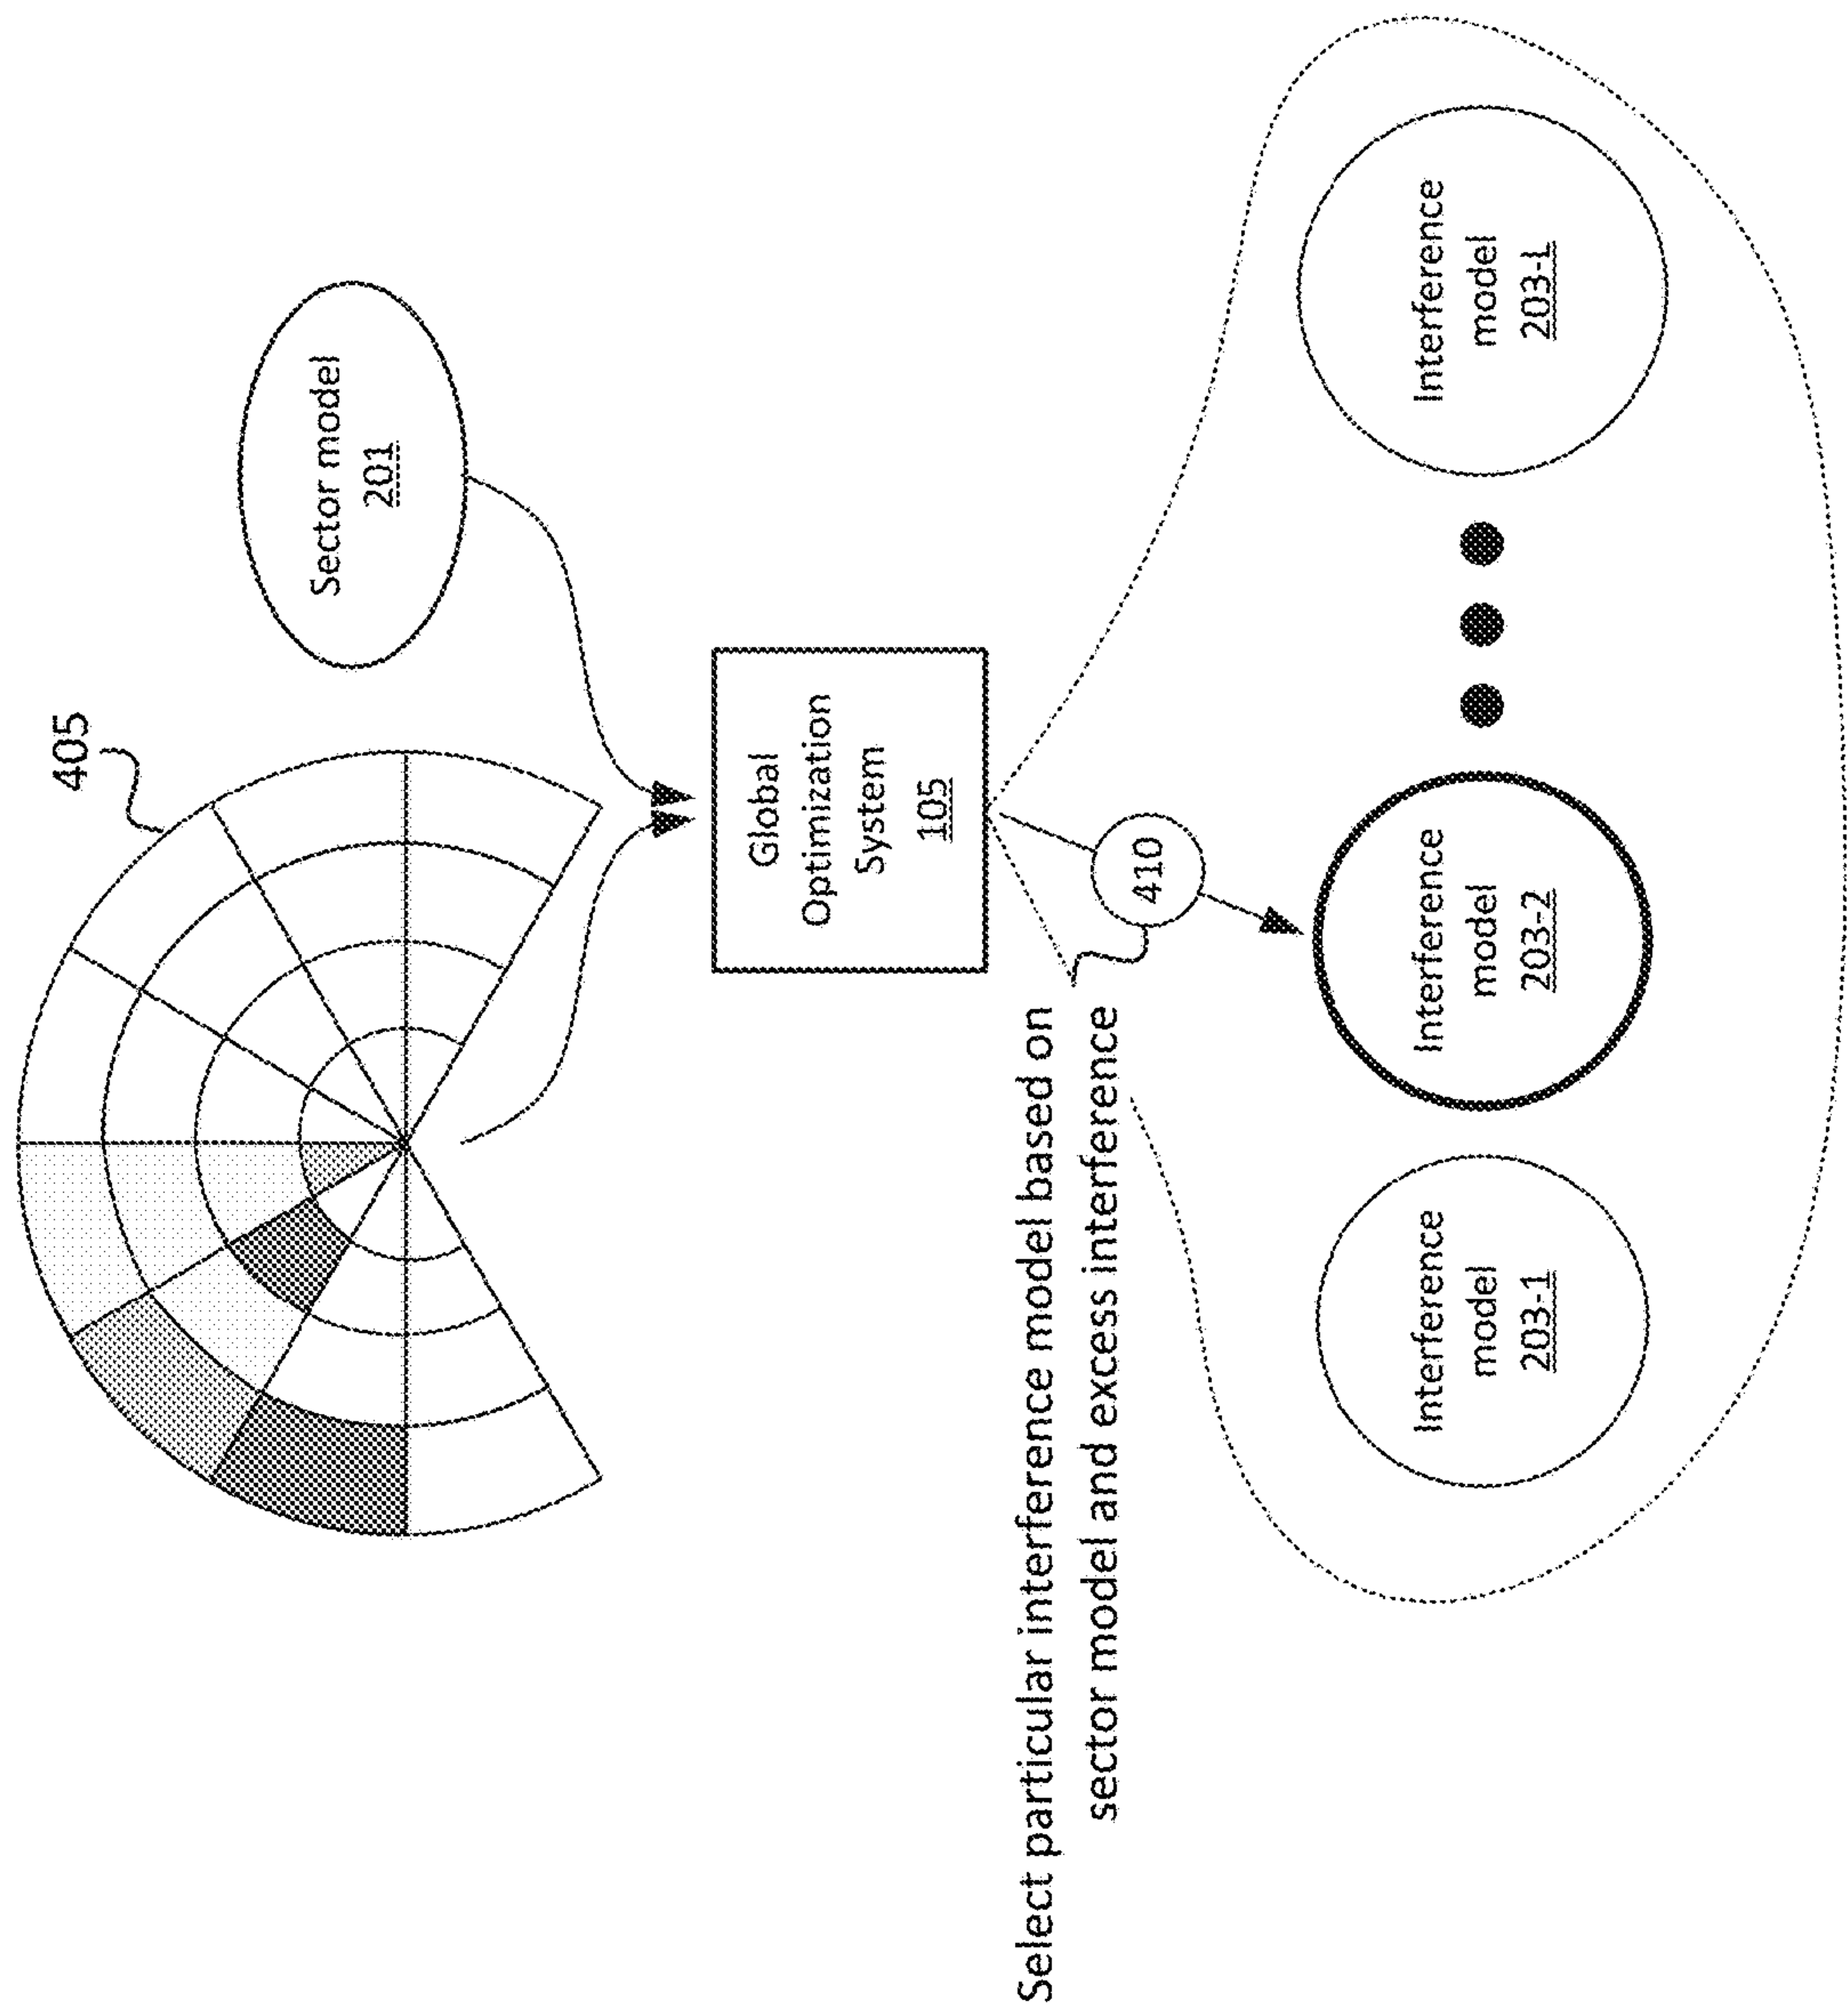 405
Sector model
201
Global
Optimization
System
105
Select particular interference model based on
sector model and excess interference
410
Interference
model
203-1
Interference
model
203-2
Interference
model
203-L